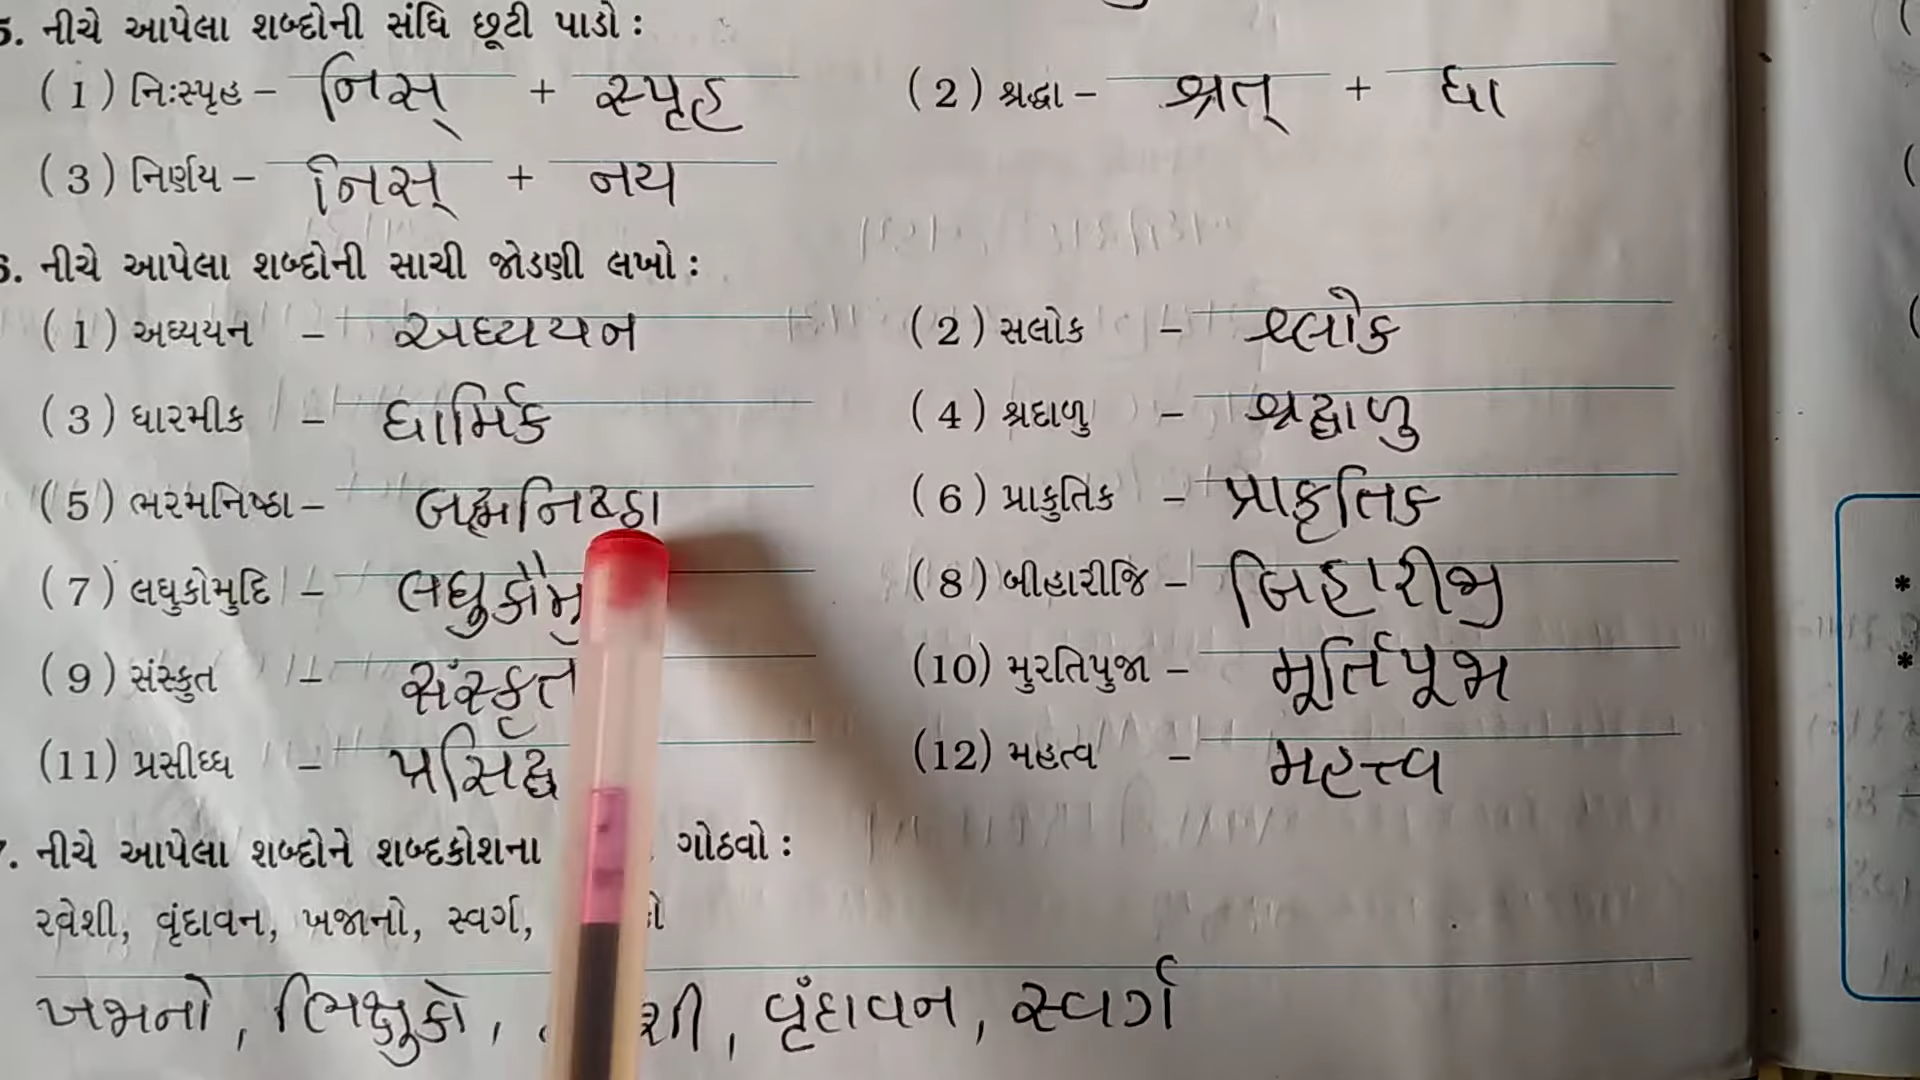 5. નીચે આપેલા શબ્દોની સંધિ છૂટી પાડો :
(1) નિઃસ્પૃહ – નિસ્ + સ્પૃહ (2) શ્રદ્ધા – શ્રત્ + ધા
(3) નિર્ણય – નિસ્ + નય
6. નીચે આપેલા શબ્દોની સાચી જોડણી લખો :
(1) અઘ્યયન – અધ્યયન (2) સલોક – શ્લોક
(3) ધારમીક – ધાર્મિક (4) શ્રદાળુ – શ્રદ્ધાળુ
(5) ભરમનિષ્ઠા – બ્રહ્મનિષ્ઠા (6) પ્રાકુતિક – પ્રાકૃતિક
(7) લઘુકોમુદિ – લઘુકૌમુ (8) બીહારીજિ – બિહારીજી
(9) સંસ્કુત – સંસ્કૃત (10) મુરતિપુજા – મૂર્તિપૂજા
(11) પ્રસીધ્ધ – પ્રસિદ્ધ (12) મહત્વ – મહત્ત્વ
7. નીચે આપેલા શબ્દોને શબ્દકોશના ગોઠવો :
રવેશી, વૃંદાવન, ખજાનો, સ્વર્ગ,
ખજાનો, ભિક્ષુકો, શી, વૃંદાવન, સ્વર્ગ